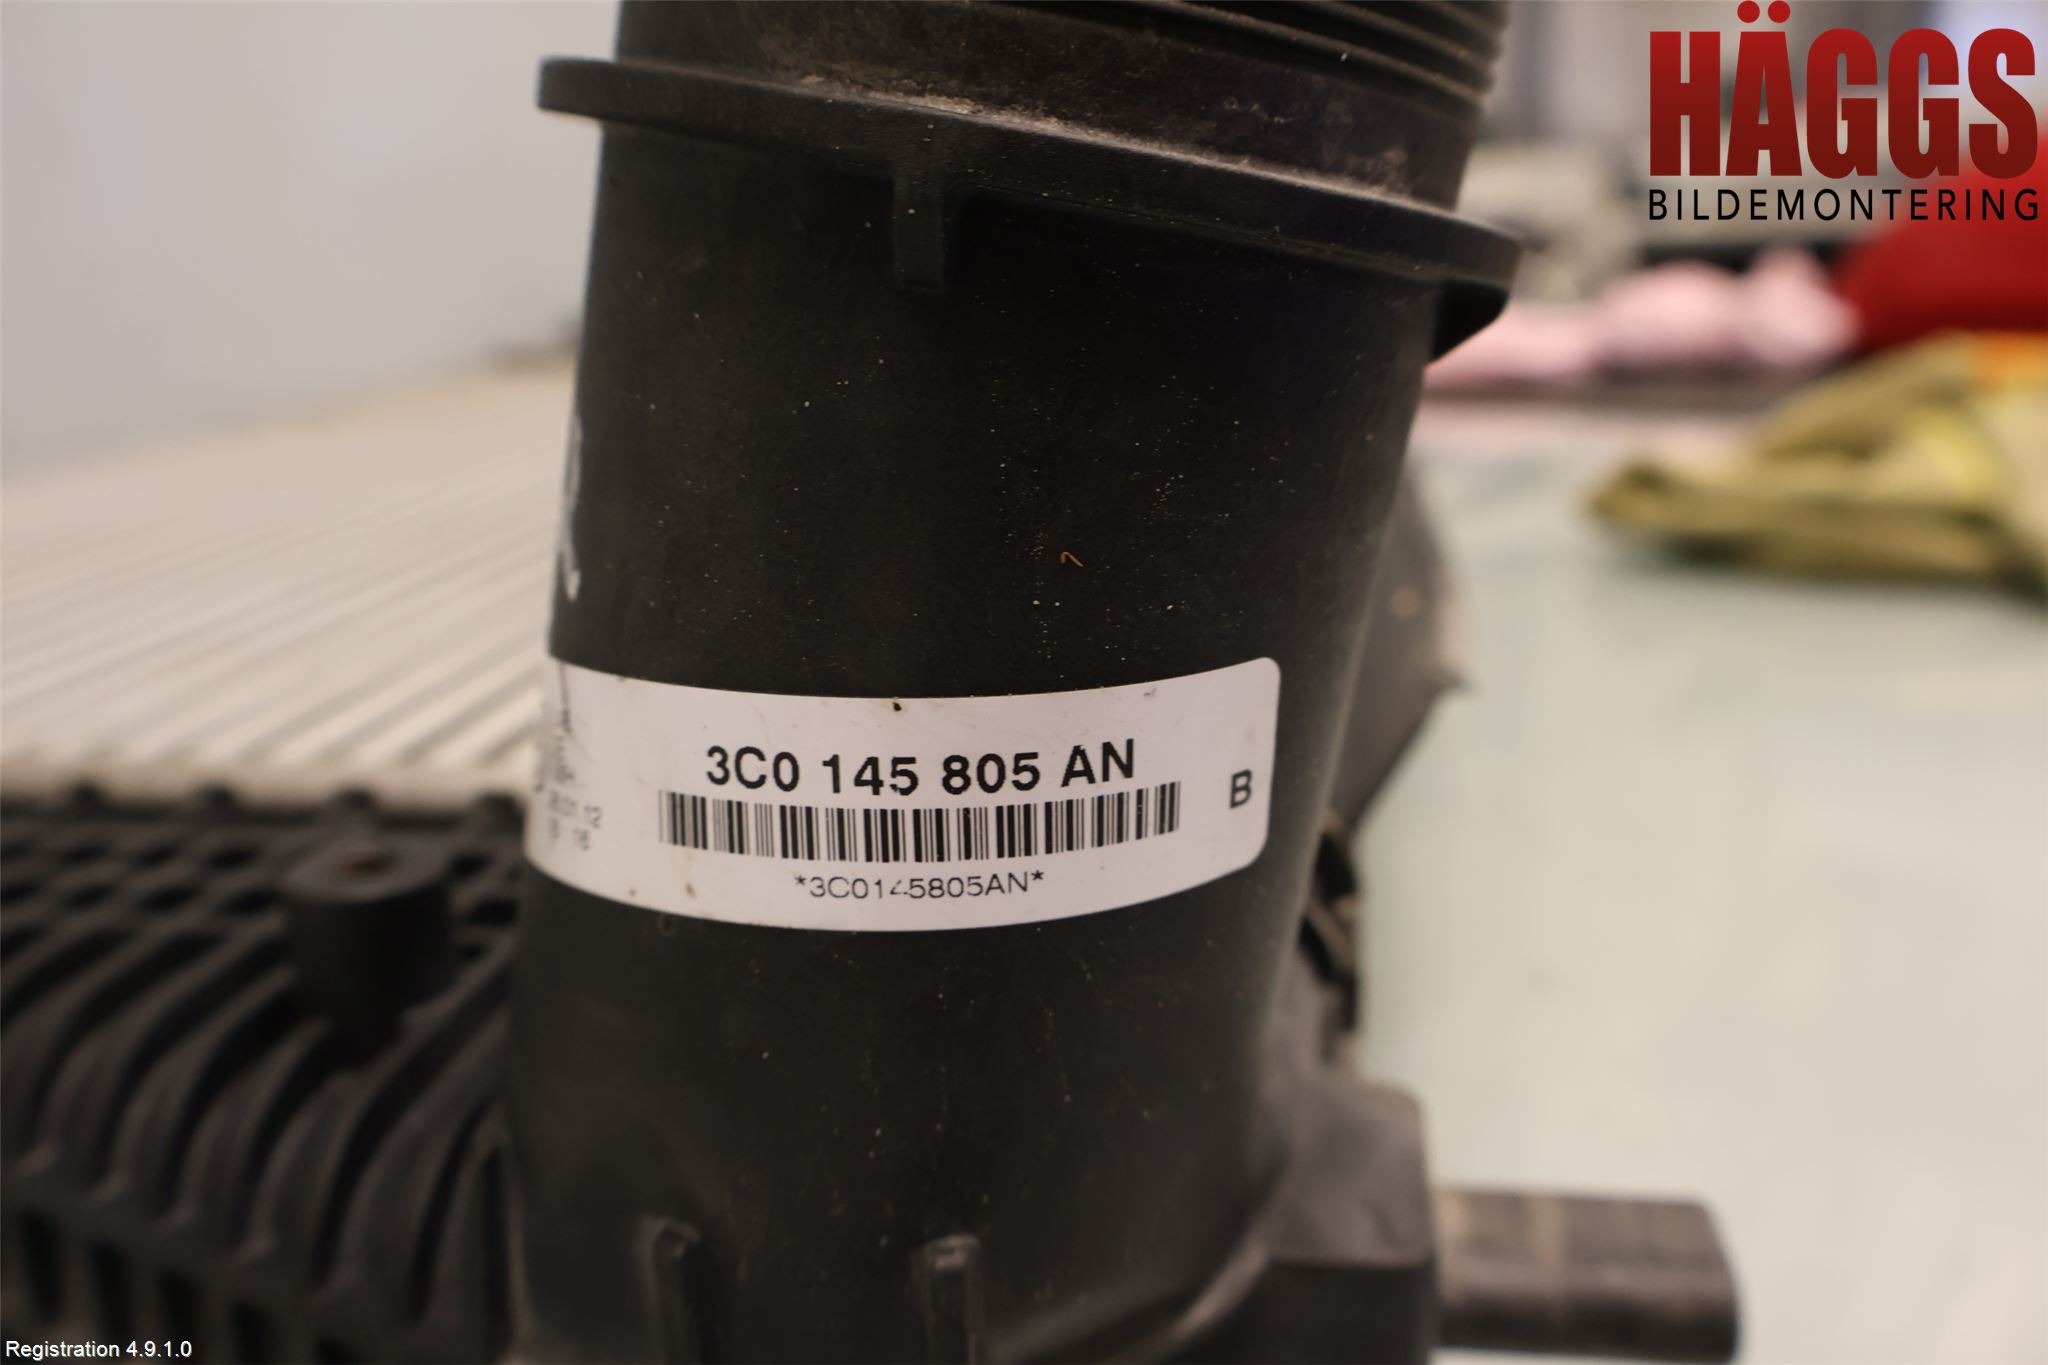 HÄGGS
BILDEMONTERING
3C0 145 805 AN
B
*3C0145805AN*
Registration 4.9.1.0